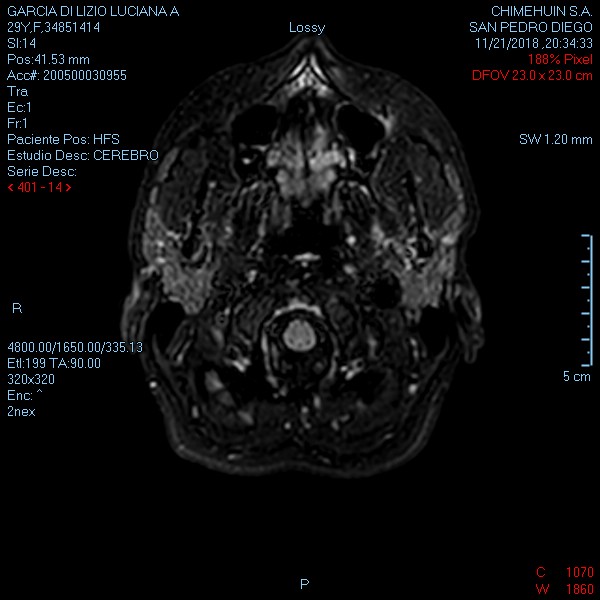 GARCIA DI LIZIO LUCIANA A
29Y,F,34851414
Sl:14
Pos:41.53 mm
Acc#: 200500030955
Tra
Ec:1
Fr:1
Paciente Pos: HFS
Estudio Desc: CEREBRO
Serie Desc:
< 401 - 14 >
Lossy
CHIMEHUIN S.A.
SAN PEDRO DIEGO
11/21/2018 ,20:34:33
188% Pixel
DFOV 23.0 x 23.0 cm
SW 1.20 mm
R
5 cm
4800.00/1650.00/335.13
Etl:199 TA:90.00
320x320
Enc: ^
2nex
P
C 1070
W 1860